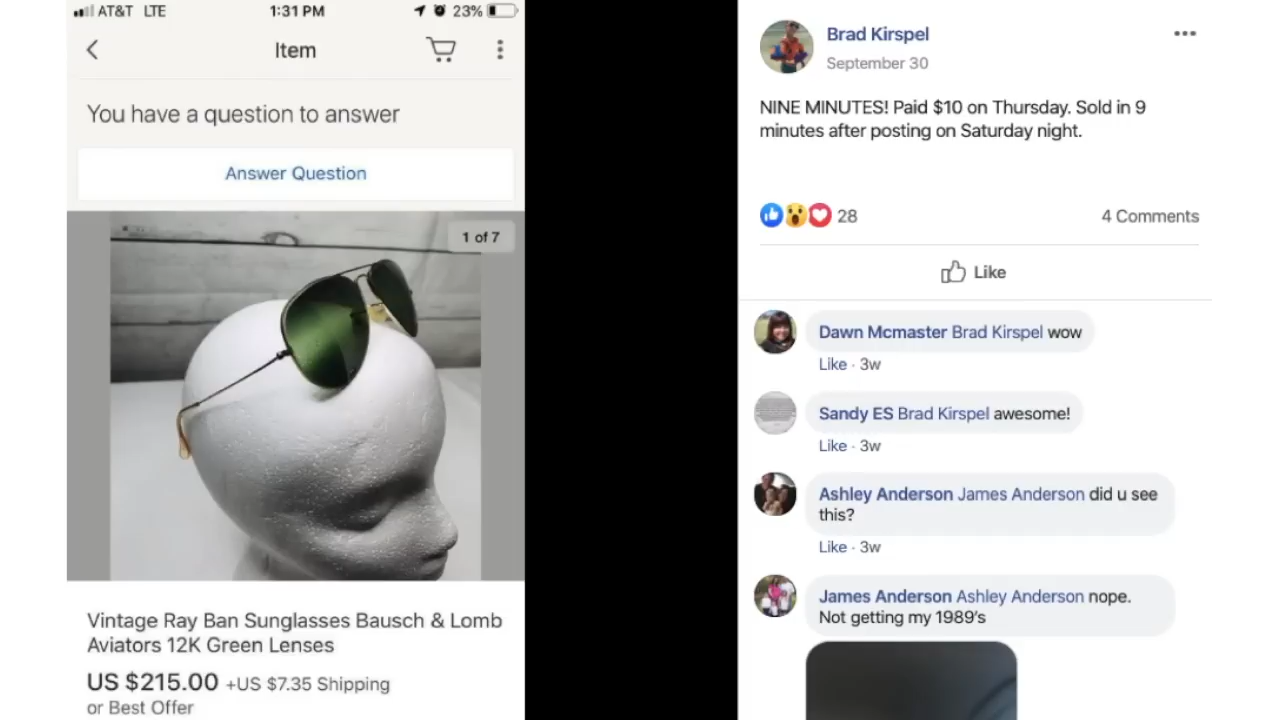 AT&T LTE 1:31 PM 23%
Item
You have a question to answer
Answer Question
1 of 7
Vintage Ray Ban Sunglasses Bausch & Lomb
Aviators 12K Green Lenses
US $215.00 +US $7.35 Shipping
or Best Offer
Brad Kirspel
September 30
NINE MINUTES! Paid $10 on Thursday. Sold in 9
minutes after posting on Saturday night.
28 4 Comments
Like
Dawn Mcmaster Brad Kirspel wow
Like · 3w
Sandy ES Brad Kirspel awesome!
Like · 3w
Ashley Anderson James Anderson did u see
this?
Like · 3w
James Anderson Ashley Anderson nope.
Not getting my 1989's